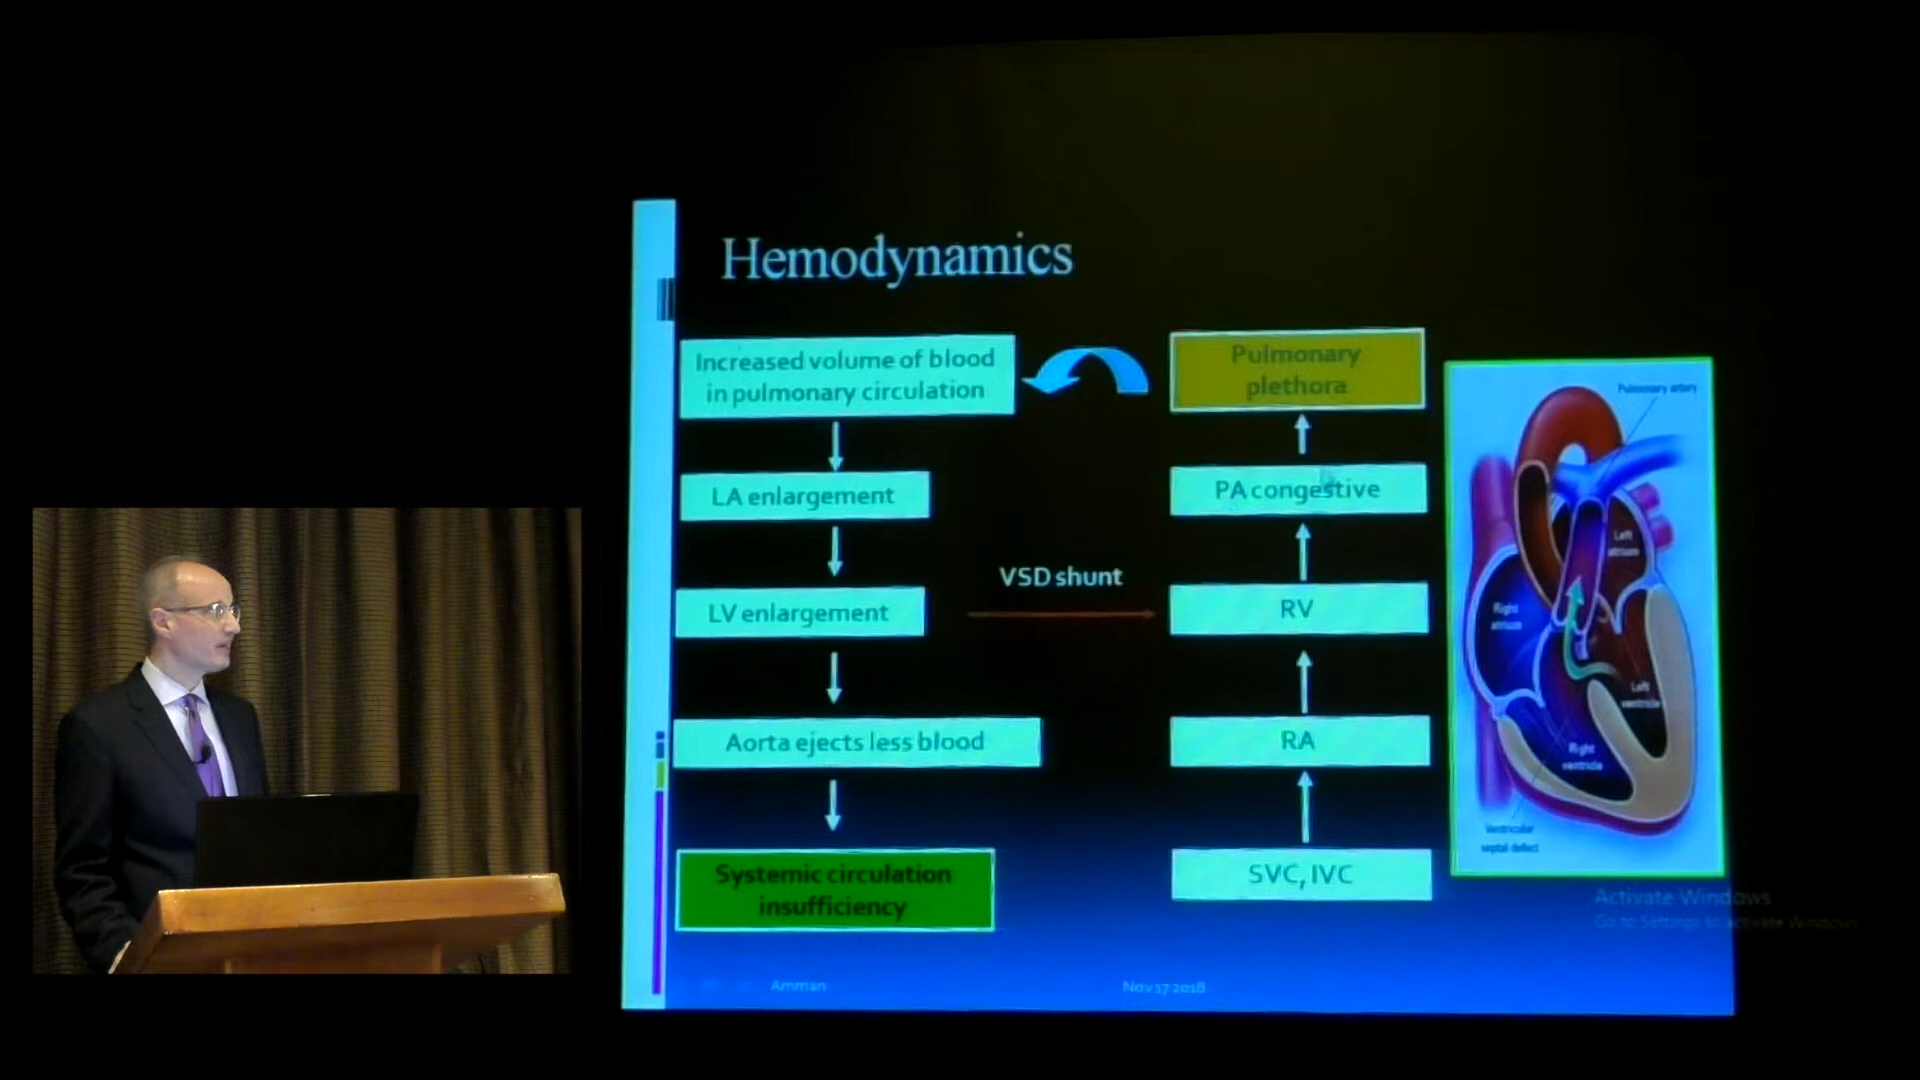 Hemodynamics
Increased volume of blood
in pulmonary circulation
LA enlargement
LV enlargement
Aorta ejects less blood
Systemic circulation
insufficiency
VSD shunt
Pulmonary
plethora
PA congestive
RV
RA
SVC, IVC
Pulmonary artery
Left
atrium
Right
atrium
Left
ventricle
Right
ventricle
Ventricular
septal defect
Activate Windows
Go to Settings to activate Windows
Amman
Nov 17 2018